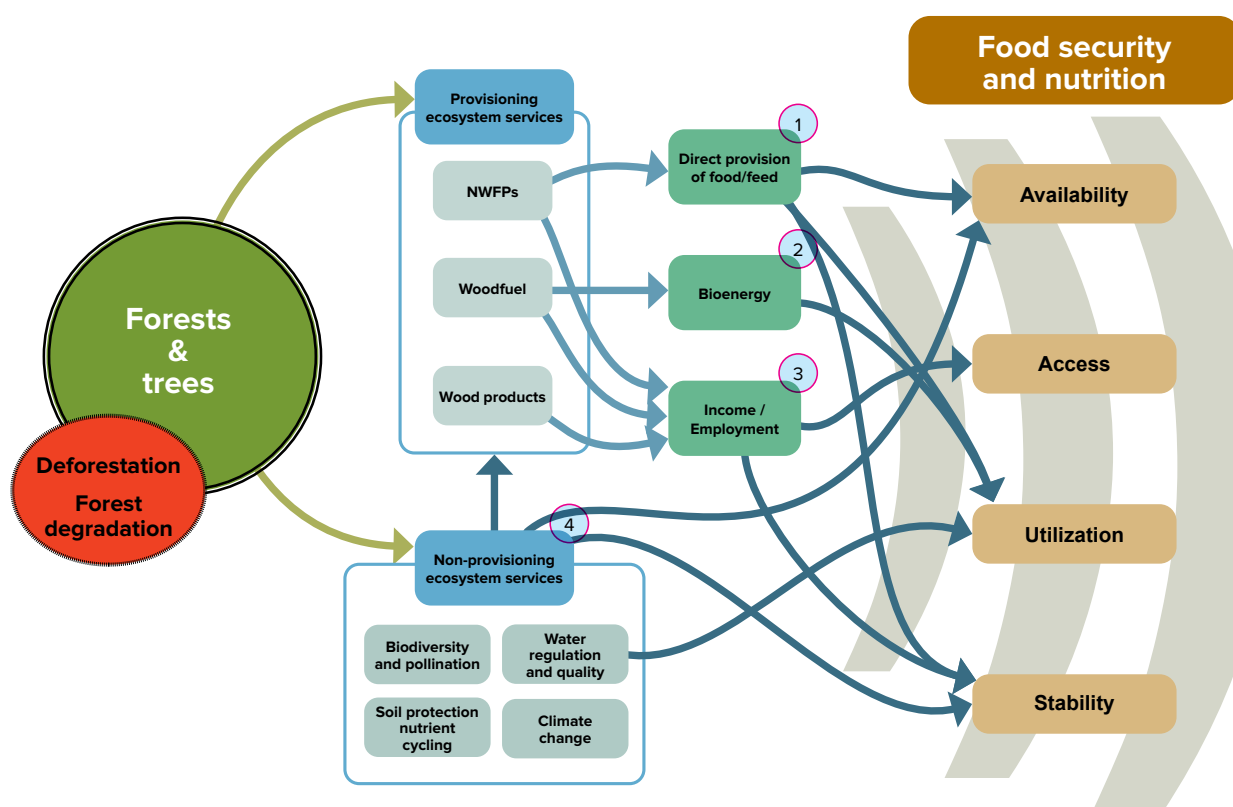 Food security
and nutrition
Provisioning
ecosystem services
1
Direct provision
of food/feed
NWFPs
Availability
2
Woodfuel
Bioenergy
Forests
&
trees
3
Access
Wood products
Income /
Employment
Deforestation
Forest
degradation
4
Non-provisioning
ecosystem services
Utilization
Biodiversity
and pollination
Water
regulation
and quality
Soil protection
nutrient
cycling
Climate
change
Stability